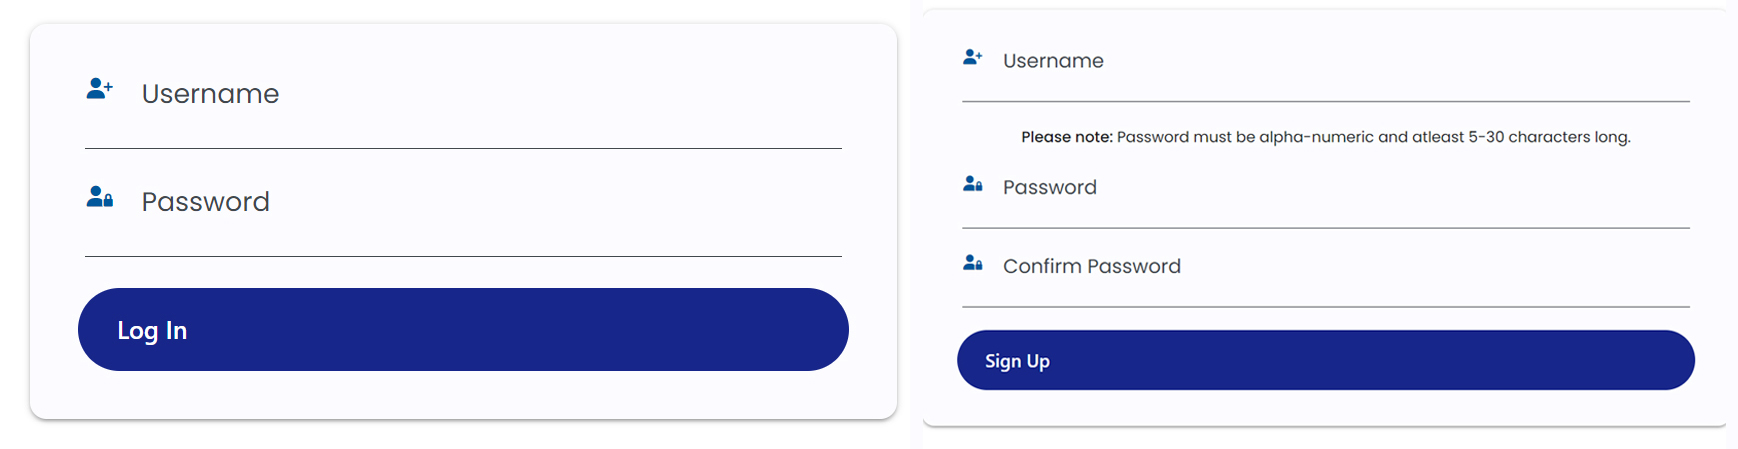 Username
Password
Log In
Username
Please note: Password must be alpha-numeric and atleast 5-30 characters long.
Password
Confirm Password
Sign Up